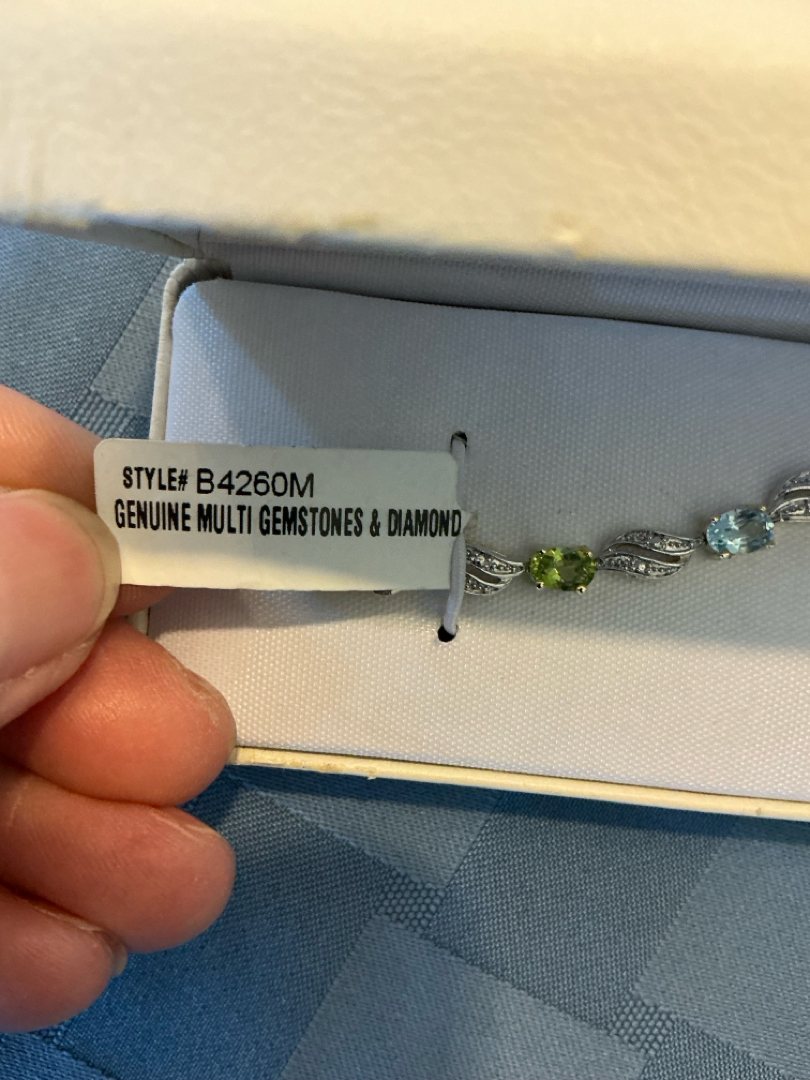 STYLE# B4260M
GENUINE MULTI GEMSTONES & DIAMOND